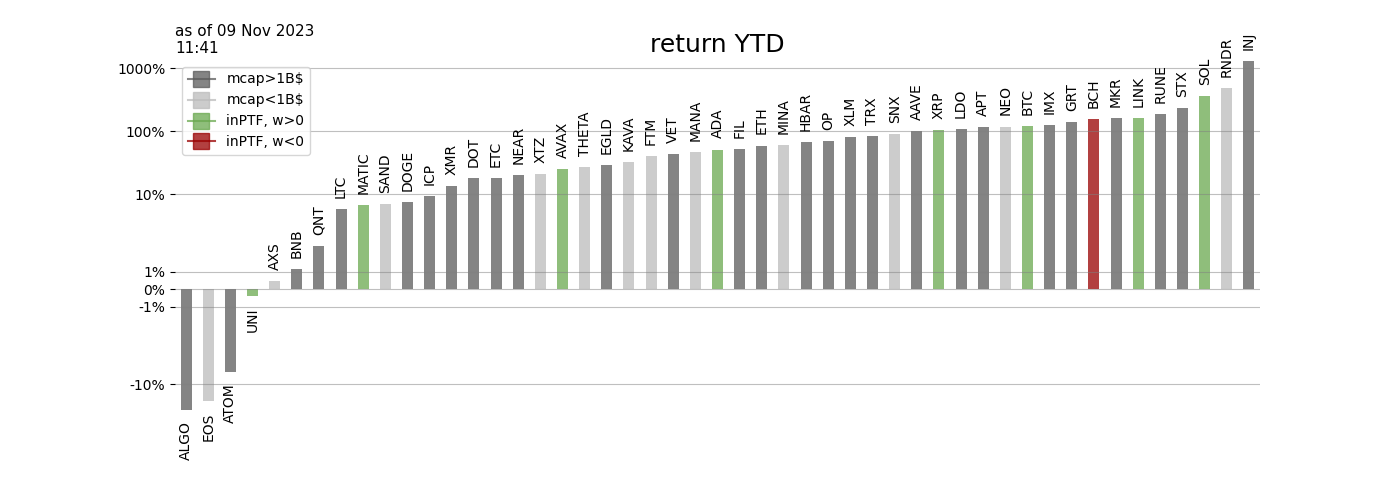 as of 09 Nov 2023
11:41
return YTD
mcap>1B$
mcap<1B$
inPTF, w>0
inPTF, w<0
1000%
100%
10%
1%
0%
-1%
-10%
ALGO
EOS
ATOM
UNI
AXS
BNB
QNT
LTC
MATIC
SAND
DOGE
ICP
XMR
DOT
ETC
NEAR
XTZ
AVAX
THETA
EGLD
KAVA
FTM
VET
MANA
ADA
FIL
ETH
MINA
HBAR
OP
XLM
TRX
SNX
AAVE
XRP
LDO
APT
NEO
BTC
IMX
GRT
BCH
MKR
LINK
RUNE
STX
SOL
RNDR
INJ